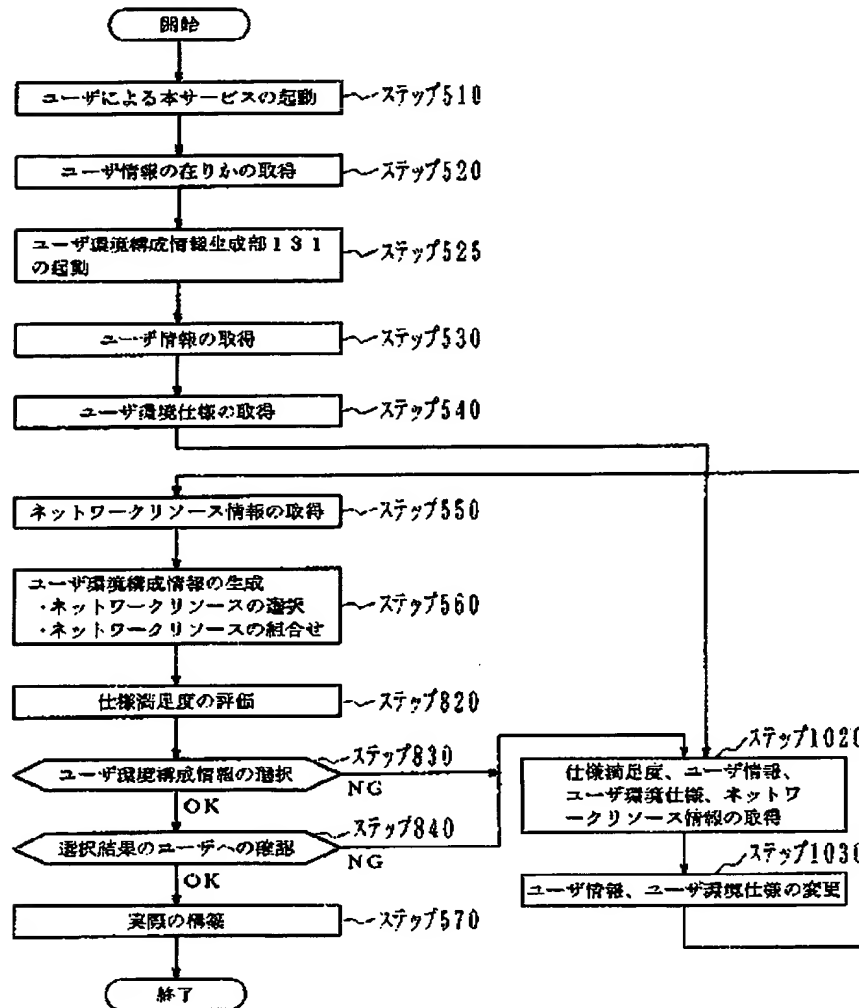 開始
ユーザによる本サービスの起動
ステップ510
ユーザ情報の在りかの取得
ステップ520
ユーザ環境構成情報生成部131
の起動
ステップ525
ユーザ情報の取得
ステップ530
ユーザ環境仕様の取得
ステップ540
ネットワークリソース情報の取得
ステップ550
ユーザ環境構成情報の生成
・ネットワークリソースの選択
・ネットワークリソースの組合せ
ステップ560
仕様満足度の評価
ステップ820
ステップ830
ユーザ環境構成情報の選択
NG
OK
ステップ840
選択結果のユーザへの確認
NG
OK
実際の構築
ステップ570
終了
ステップ1020
仕様満足度、ユーザ情報、
ユーザ環境仕様、ネットワ
ークリソース情報の取得
ステップ1030
ユーザ情報、ユーザ環境仕様の変更